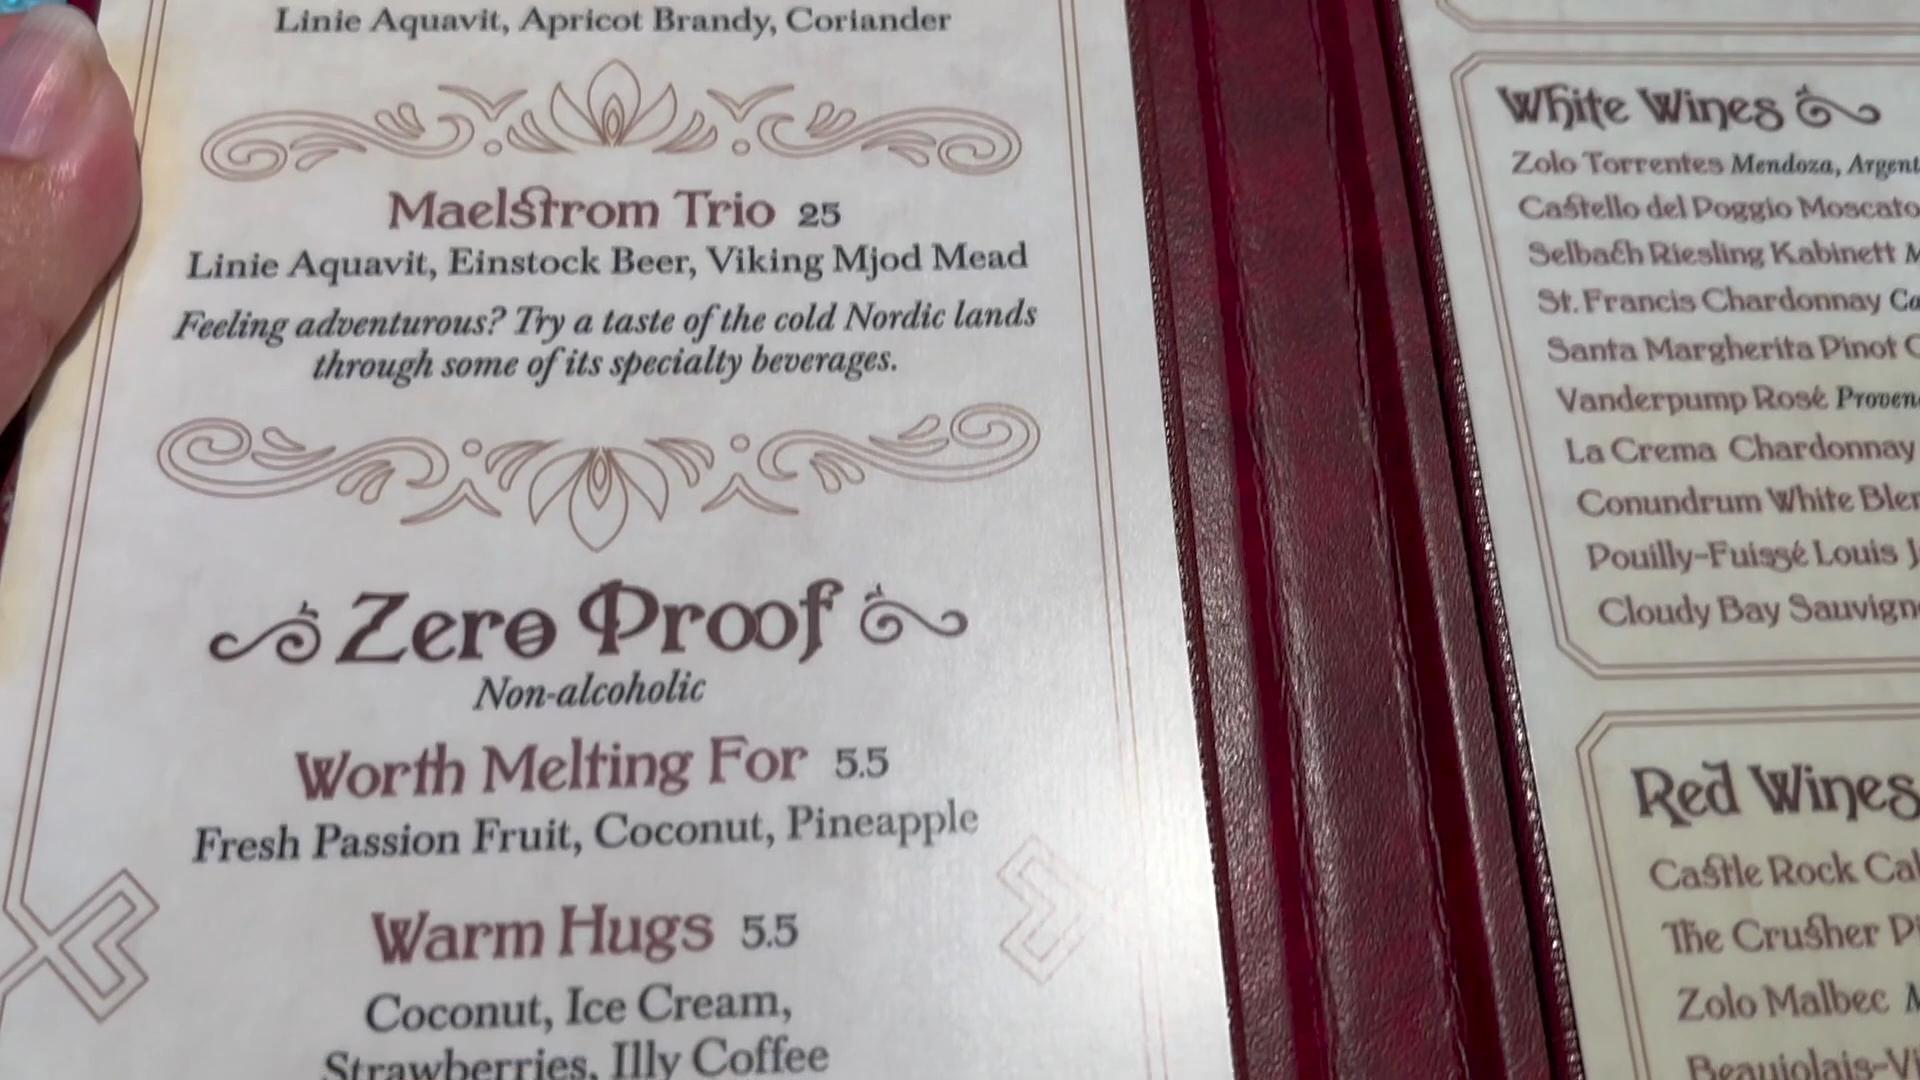 Linie Aquavit, Apricot Brandy, Coriander
Maelstrom Trio 25
Linie Aquavit, Einstock Beer, Viking Mjod Mead
Feeling adventurous? Try a taste of the cold Nordic lands
through some of its specialty beverages.
Zero Proof
Non-alcoholic
Worth Melting For 5.5
Fresh Passion Fruit, Coconut, Pineapple
Warm Hugs 5.5
Coconut, Ice Cream,
Strawberries, Illy Coffee
White Wines
Zolo Torrentes Mendoza, Argent
Castello del Poggio Moscato
Selbach Riesling Kabinett M
St. Francis Chardonnay Co
Santa Margherita Pinot G
Vanderpump Rosé Proven
La Crema Chardonnay
Conundrum White Blen
Pouilly-Fuissé Louis J
Cloudy Bay Sauvign
Red Wines
Castle Rock Cab
The Crusher Pi
Zolo Malbec M
Beaujolais-Vi